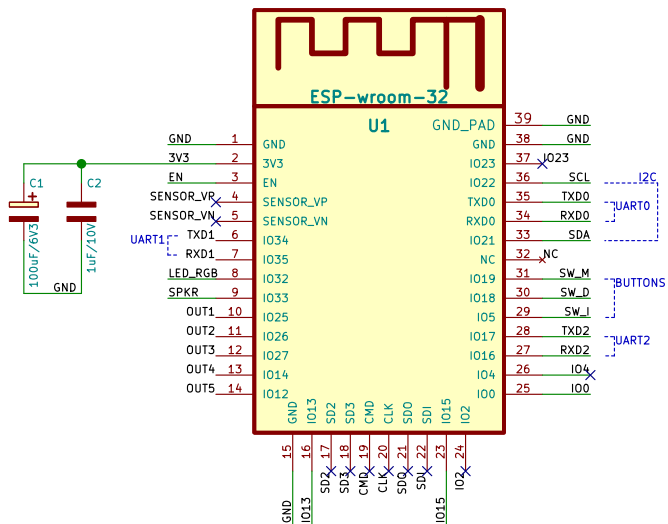 ESP-wroom-32
U1
GND 1 GND
3V3 2 3V3
EN 3 EN
SENSOR_VP 4 SENSOR_VP
SENSOR_VN 5 SENSOR_VN
UART1
TXD1 6 IO34
RXD1 7 IO35
LED_RGB 8 IO32
SPKR 9 IO33
OUT1 10 IO25
OUT2 11 IO26
OUT3 12 IO27
OUT4 13 IO14
OUT5 14 IO12
C1
+
100uF/6V3
C2
1uF/10V
GND
GND_PAD 39 GND
GND 38 GND
IO23 37 IO23
IO22 36 SCL
TXD0 35 TXD0
RXD0 34 RXD0
IO21 33 SDA
NC 32 NC
IO19 31 SW_M
IO18 30 SW_D
IO5 29 SW_I
IO17 28 TXD2
IO16 27 RXD2
IO4 26 IO4
IO0 25 IO0
I2C
UART0
BUTTONS
UART2
GND 15 GND
IO13 16 IO13
SD2 17 SD2
SD3 18 SD3
CMD 19 CMD
CLK 20 CLK
SD0 21 SD0
SDI 22 SDI
IO15 23 IO15
IO2 24 IO2